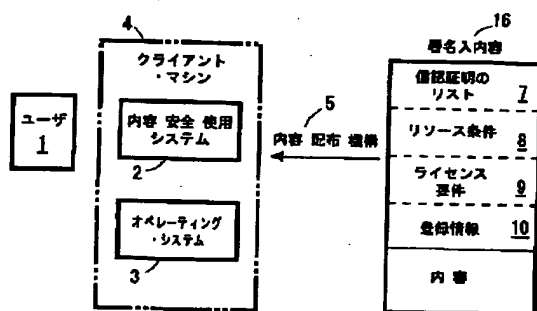 4
クライアント
・マシン
ユーザ
1
内容 安全 使用
システム
2
オペレーティング
・システム
3
5
内容 配布 機構
16
署名入内容
信認証明の
リスト
7
リソース条件
8
ライセンス
要件
9
登録情報
10
内容